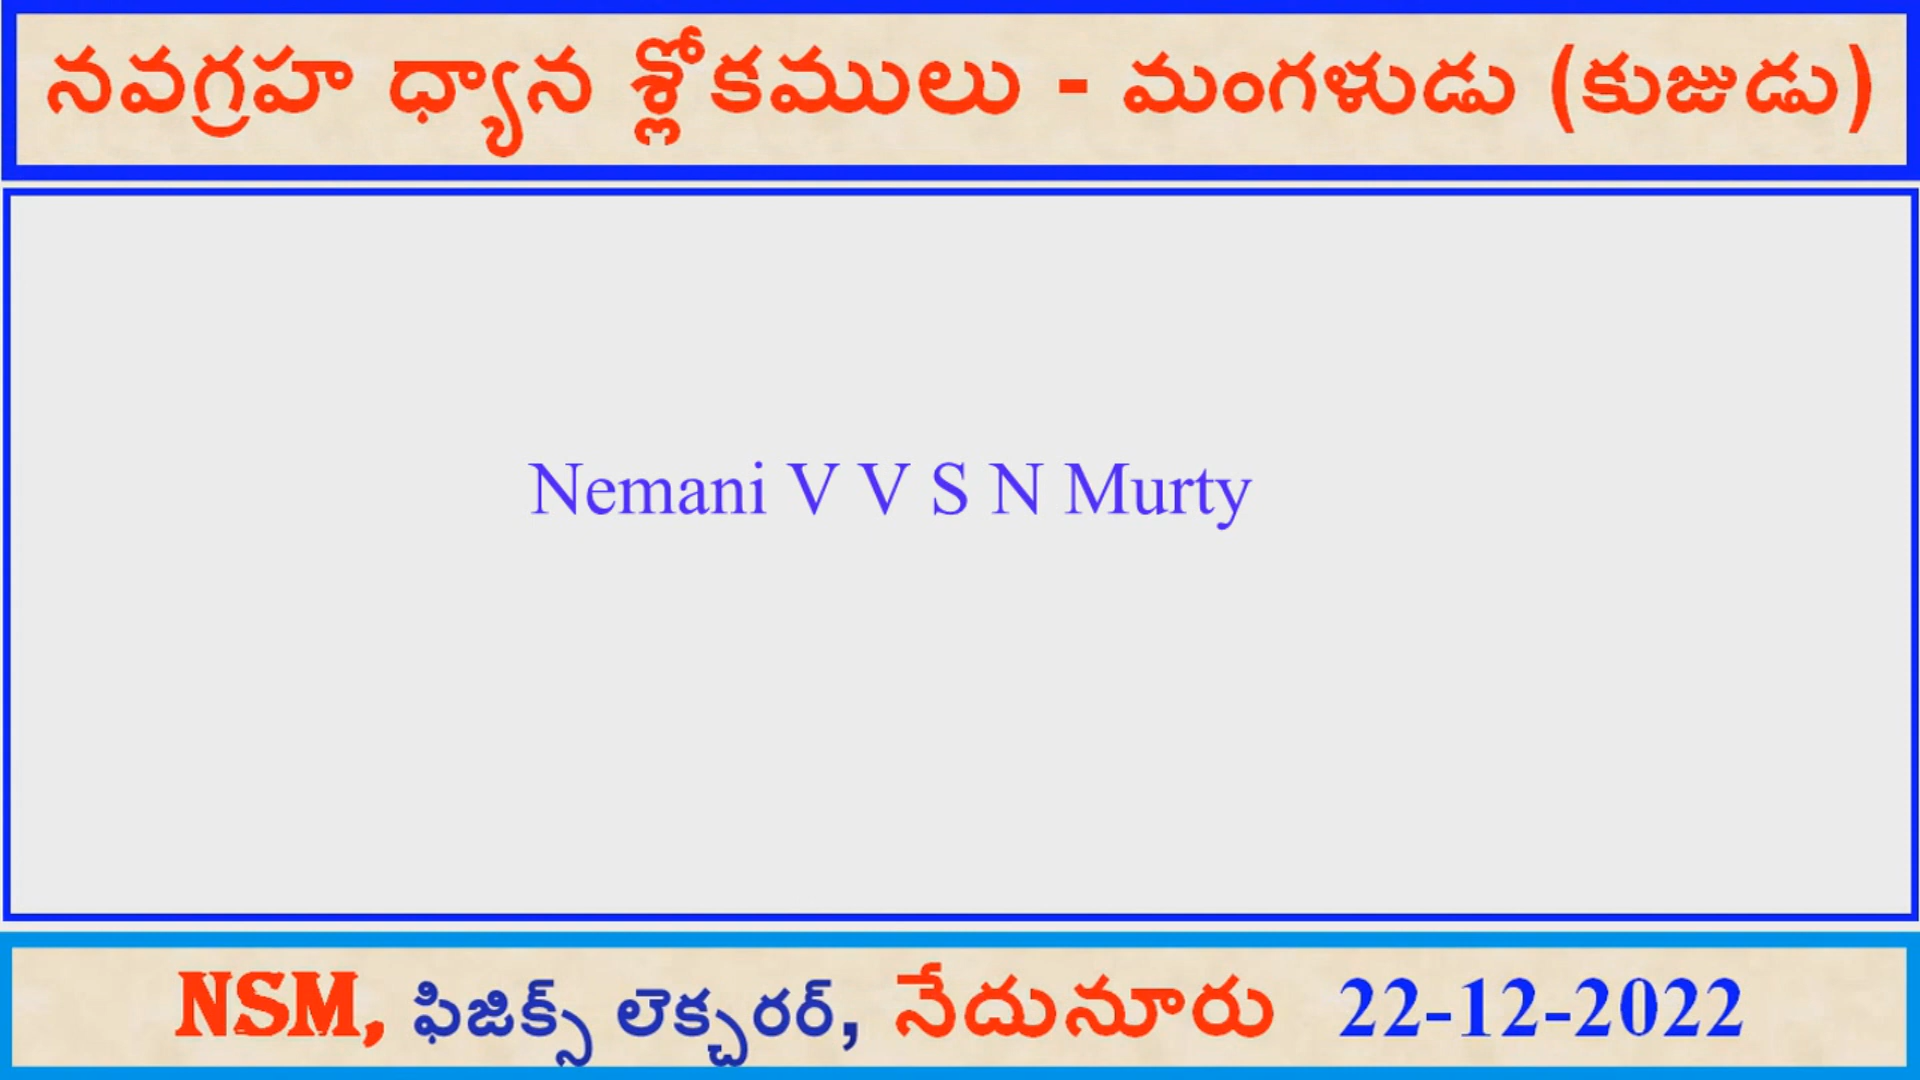 నవగ్రహ ధ్యాన శ్లోకములు - మంగళుడు (కుజుడు)
Nemani V V S N Murty
NSM, ఫిజిక్స్ లెక్చరర్, నేదునూరు 22-12-2022